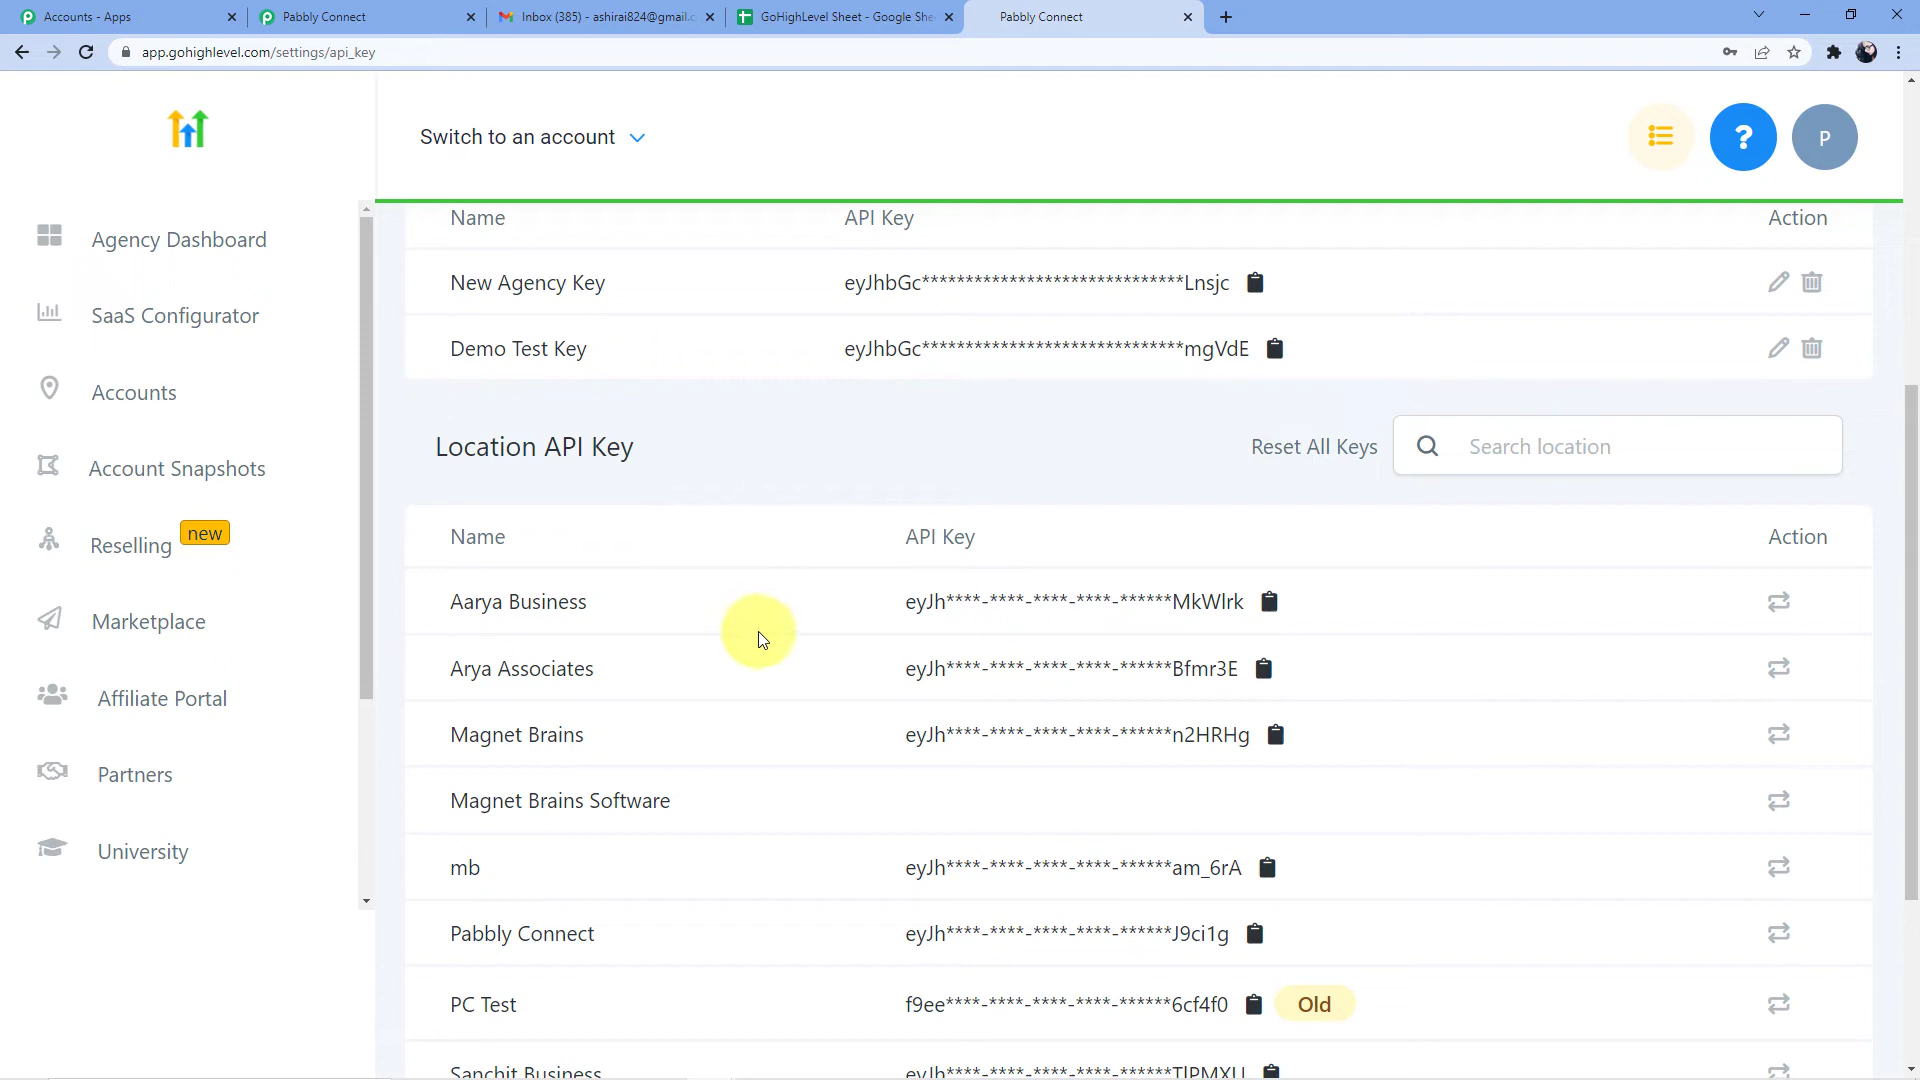 Accounts - Apps
Pabbly Connect
Inbox (385) - ashirai824@gmail.c
GoHighLevel Sheet - Google She
Pabbly Connect
app.gohighlevel.com/settings/api_key
Switch to an account
?
P
Agency Dashboard
SaaS Configurator
Accounts
Account Snapshots
Reselling new
Marketplace
Affiliate Portal
Partners
University
Name API Key Action
New Agency Key eyJhbGc******************************Lnsjc
Demo Test Key eyJhbGc******************************mgVdE
Location API Key Reset All Keys Search location
Name API Key Action
Aarya Business eyJh****-****-****-****-******MkWlrk
Arya Associates eyJh****-****-****-****-******Bfmr3E
Magnet Brains eyJh****-****-****-****-******n2HRHg
Magnet Brains Software
mb eyJh****-****-****-****-******am_6rA
Pabbly Connect eyJh****-****-****-****-******J9ci1g
PC Test f9ee****-****-****-****-******6cf4f0 Old
Sanchit Business eyJh****-****-****-****-******TlPMXU